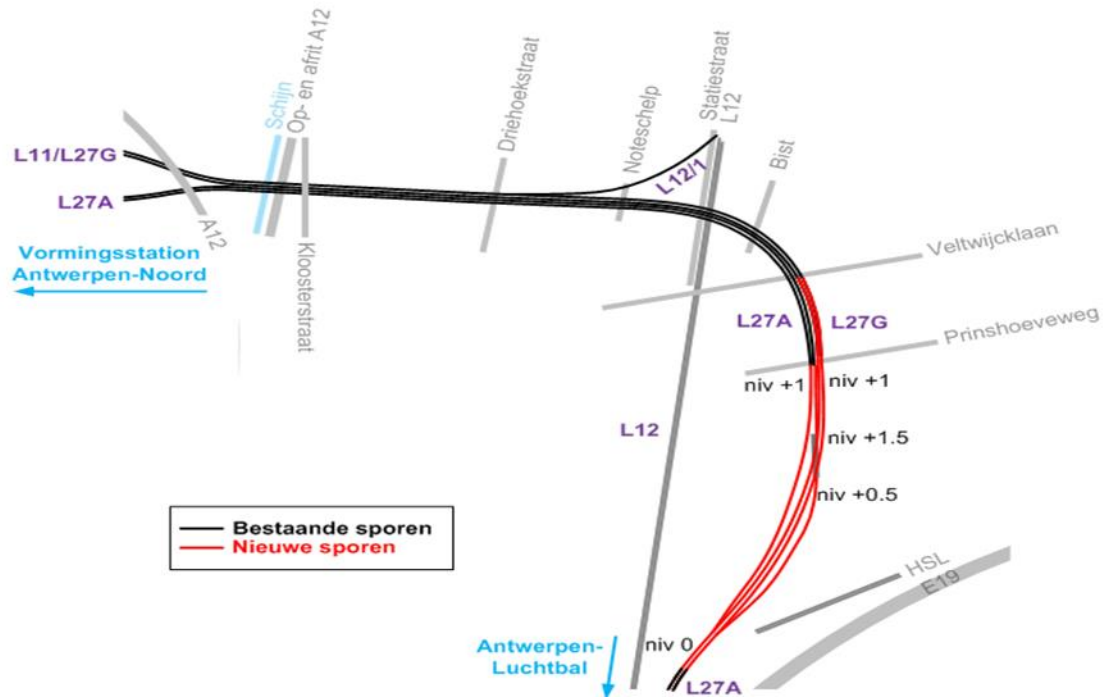 Schijn
Op- en afrit A12
Driehoekstraat
Noteschelp
Statiestraat
L12
Bist
L11/L27G
L12/1
L27A
A12
Kloosterstraat
Vormingsstation
Antwerpen-Noord
Veltwijcklaan
L27A
L27G
Prinshoeveweg
niv +1
niv +1
L12
niv +1.5
niv +0.5
Bestaande sporen
Nieuwe sporen
HSL
E19
niv 0
Antwerpen-
Luchtbal
L27A